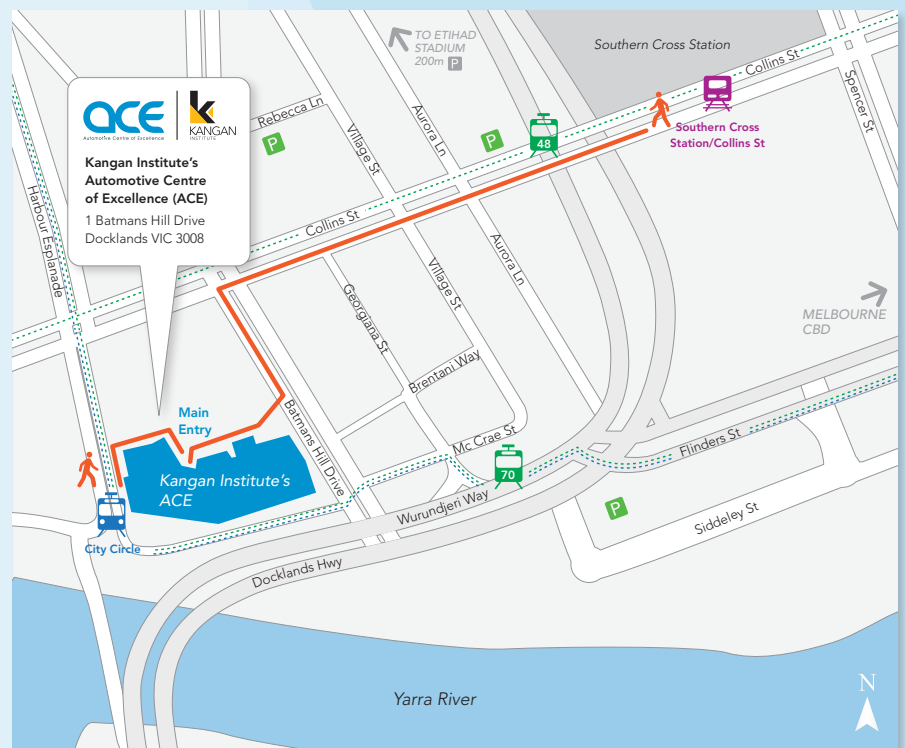 TO ETIHAD
STADIUM
200m P
Southern Cross Station
Collins St
Spencer St
Southern Cross
Station/Collins St
48
P
P
Rebecca Ln
Village St
Aurora Ln
ace
Automotive Centre of Excellence
k
KANGAN
INSTITUTE
Kangan Institute's
Automotive Centre
of Excellence (ACE)
1 Batmans Hill Drive
Docklands VIC 3008
Harbour Esplanade
Collins St
Georgiana St
Village St
Aurora Ln
MELBOURNE
CBD
Brentani Way
Batmans Hill Drive
Mc Crae St
Main
Entry
Kangan Institute's
ACE
City Circle
70
Flinders St
Wurundjeri Way
P
Siddeley St
Docklands Hwy
Yarra River
N